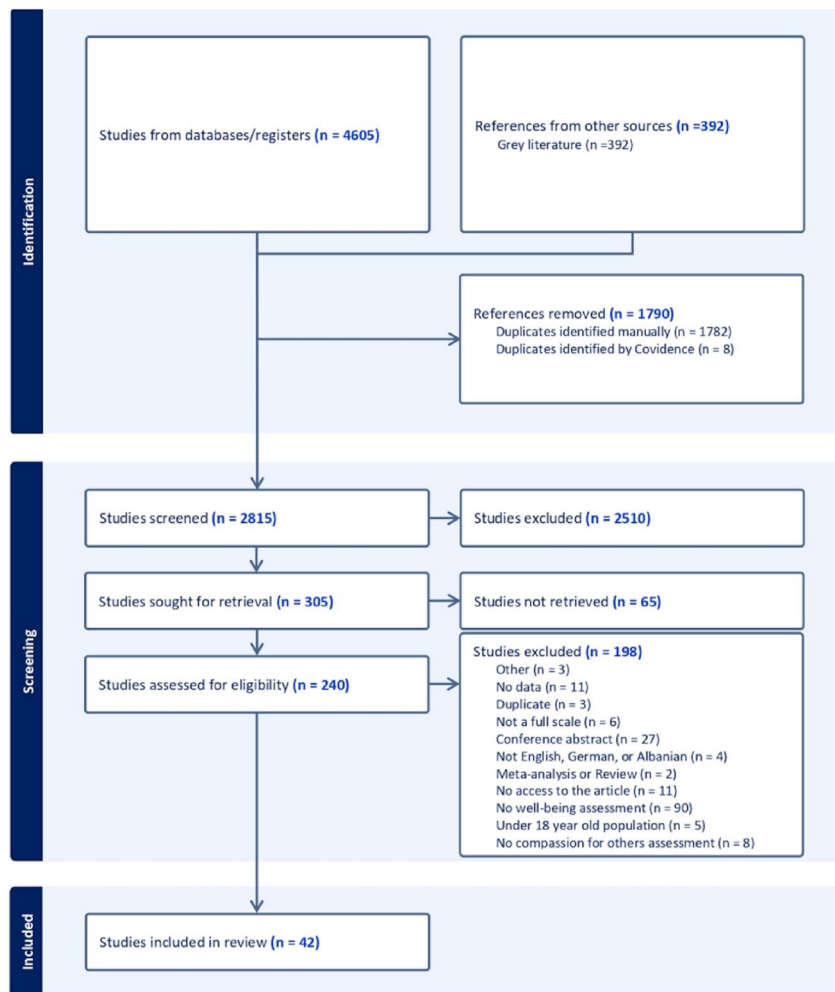 Identification
Studies from databases/registers (n = 4605)
References from other sources (n =392)
Grey literature (n =392)
References removed (n = 1790)
Duplicates identified manually (n = 1782)
Duplicates identified by Covidence (n = 8)
Screening
Studies screened (n = 2815)
Studies excluded (n = 2510)
Studies sought for retrieval (n = 305)
Studies not retrieved (n = 65)
Studies assessed for eligibility (n = 240)
Studies excluded (n = 198)
Other (n = 3)
No data (n = 11)
Duplicate (n = 3)
Not a full scale (n = 6)
Conference abstract (n = 27)
Not English, German, or Albanian (n = 4)
Meta-analysis or Review (n = 2)
No access to the article (n = 11)
No well-being assessment (n = 90)
Under 18 year old population (n = 5)
No compassion for others assessment (n = 8)
Included
Studies included in review (n = 42)